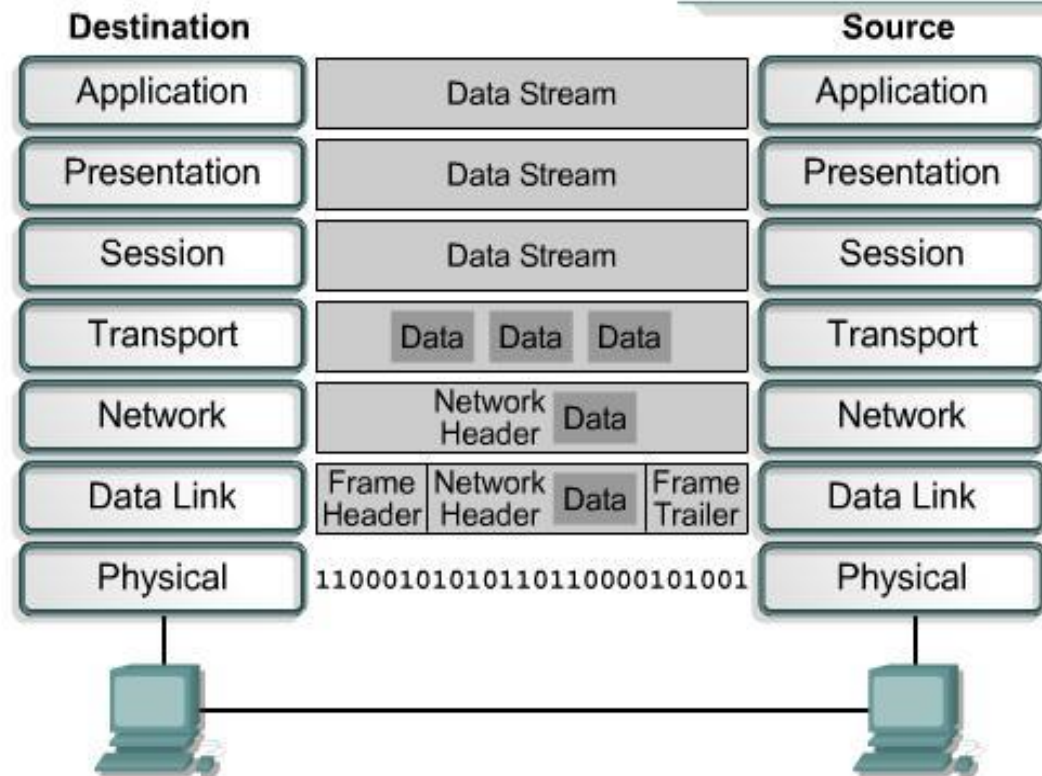 Destination Source
Application Data Stream Application
Presentation Data Stream Presentation
Session Data Stream Session
Transport Data Data Data Transport
Network Network Header Data Network
Data Link Frame Header Network Header Data Frame Trailer Data Link
Physical 11000101010110110000101001 Physical